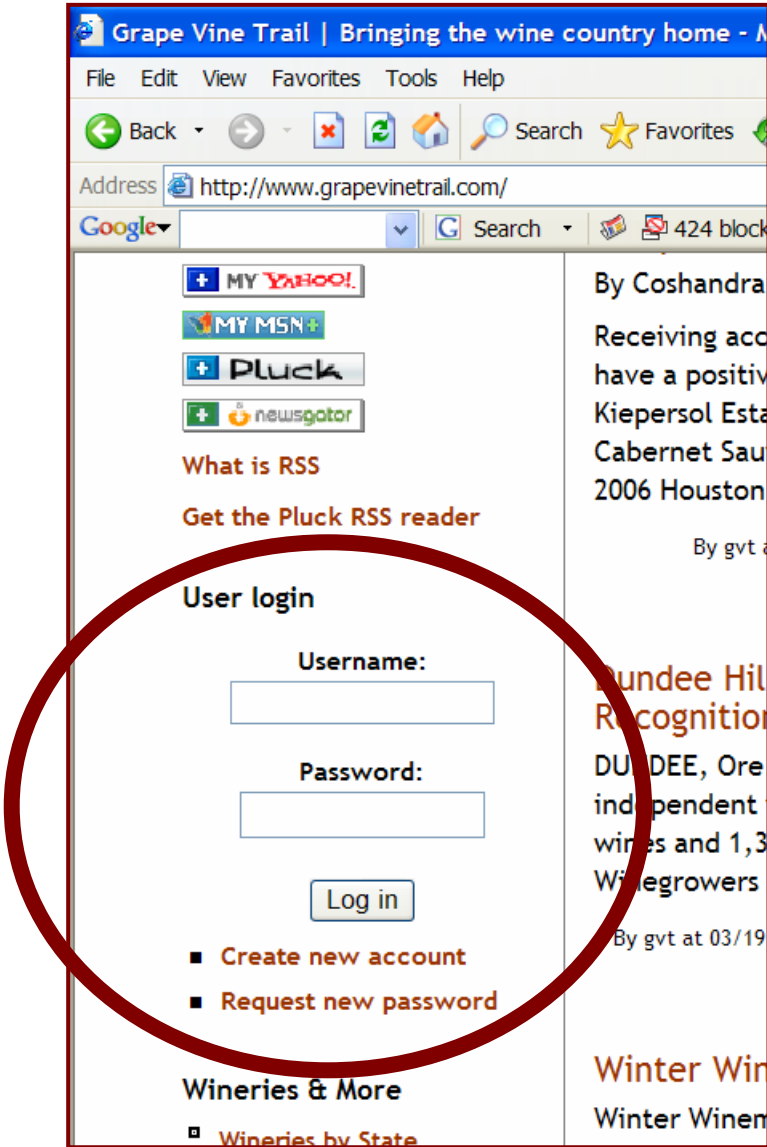 Grape Vine Trail | Bringing the wine country home -
File Edit View Favorites Tools Help
Back Search Favorites
Address http://www.grapevinetrail.com/
Google G Search 424 block
MY YAHOO!
MY MSN+
Pluck
newsgator
What is RSS
Get the Pluck RSS reader
User login
Username:
Password:
Log in
Create new account
Request new password
Wineries & More
Wineries by State
By Coshandra
Receiving acc
have a positiv
Kiepersol Esta
Cabernet Sau
2006 Houston
By gvt a
Dundee Hil
Recognition
DUNDEE, Ore
independent
wines and 1,3
Winegrowers
By gvt at 03/19
Winter Win
Winter Winem